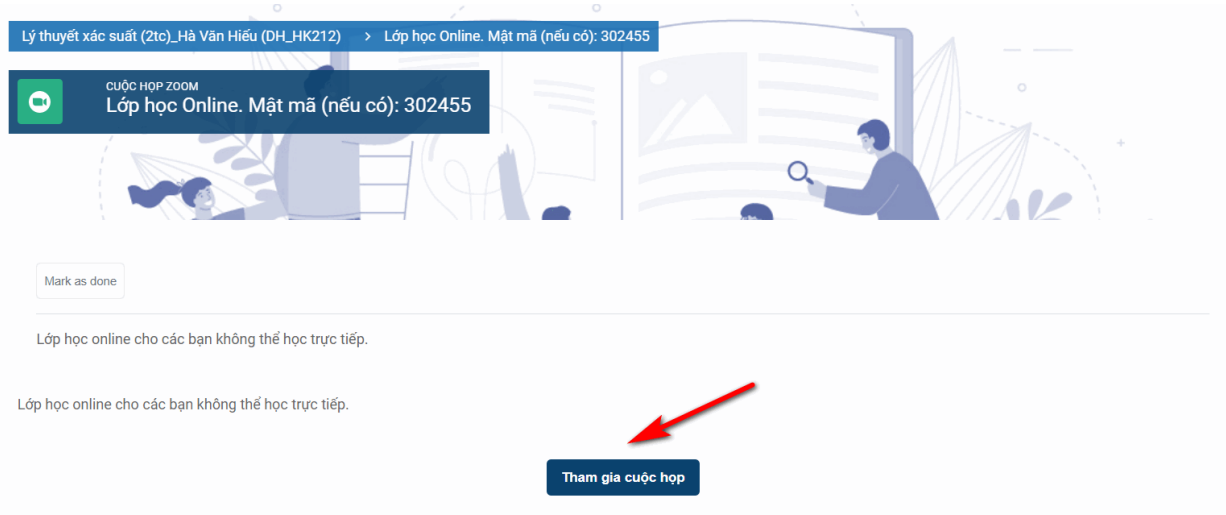 Lý thuyết xác suất (2tc)_Hà Văn Hiếu (DH_HK212) > Lớp học Online. Mật mã (nếu có): 302455
CUỘC HỌP ZOOM
Lớp học Online. Mật mã (nếu có): 302455
Mark as done
Lớp học online cho các bạn không thể học trực tiếp.
Lớp học online cho các bạn không thể học trực tiếp.
Tham gia cuộc họp